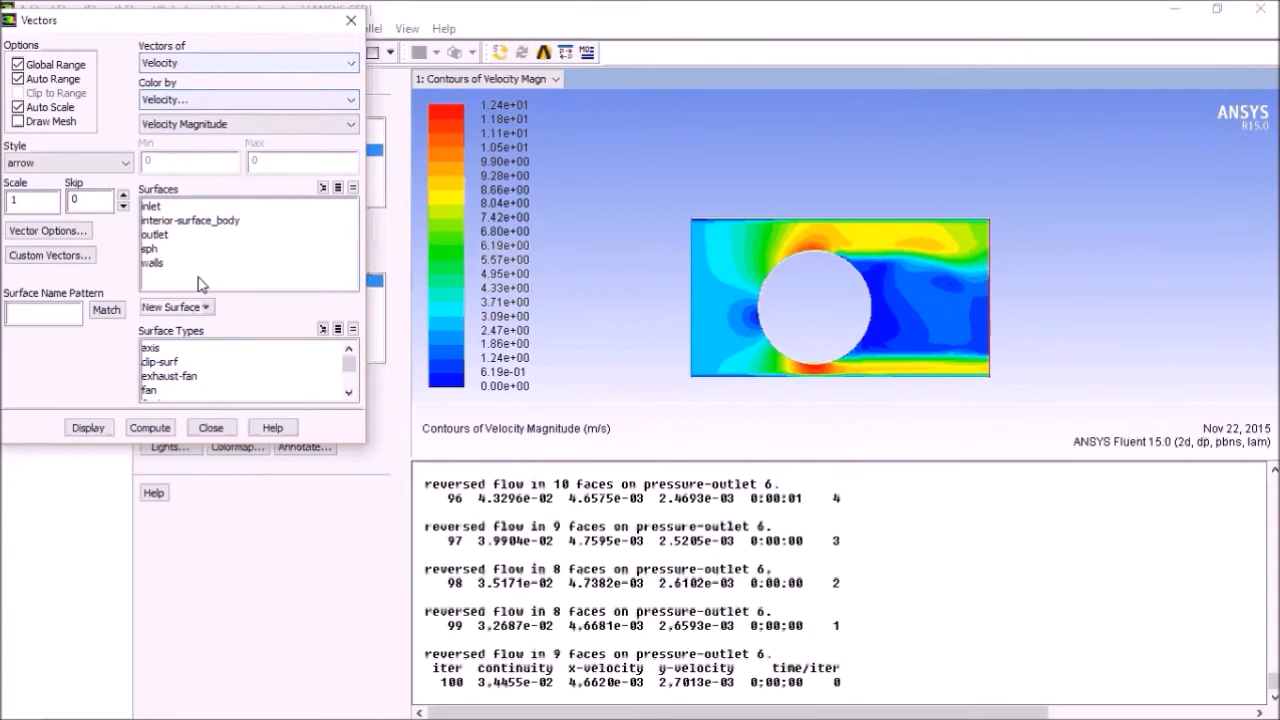 Vectors
View
Help
Options
Global Range
Auto Range
Clip to Range
Auto Scale
Draw Mesh
Style
arrow
Scale
Skip
1
0
Vector Options...
Custom Vectors...
Surface Name Pattern
Match
Vectors of
Velocity
Color by
Velocity...
Velocity Magnitude
Min
Max
0
0
Surfaces
inlet
interior-surface_body
outlet
sph
walls
New Surface
Surface Types
axis
clip-surf
exhaust-fan
fan
Display
Compute
Close
Help
Lights...
Colormap...
Annotate...
Help
1: Contours of Velocity Magn
1.24e+01
1.18e+01
1.11e+01
1.05e+01
9.90e+00
9.28e+00
8.66e+00
8.04e+00
7.42e+00
6.80e+00
6.19e+00
5.57e+00
4.95e+00
4.33e+00
3.71e+00
3.09e+00
2.47e+00
1.86e+00
1.24e+00
6.19e-01
0.00e+00
ANSYS
R15.0
Contours of Velocity Magnitude (m/s)
Nov 22, 2015
ANSYS Fluent 15.0 (2d, dp, pbns, lam)
reversed flow in 10 faces on pressure-outlet 6.
96 4.3296e-02 4.6575e-03 2.4693e-03 0:00:01 4
reversed flow in 9 faces on pressure-outlet 6.
97 3.9904e-02 4.7595e-03 2.5205e-03 0:00:00 3
reversed flow in 8 faces on pressure-outlet 6.
98 3.5171e-02 4.7382e-03 2.6102e-03 0:00:00 2
reversed flow in 8 faces on pressure-outlet 6.
99 3.2687e-02 4.6681e-03 2.6593e-03 0:00:00 1
reversed flow in 9 faces on pressure-outlet 6.
iter continuity x-velocity y-velocity time/iter
100 3.4455e-02 4.6620e-03 2.7013e-03 0:00:00 0